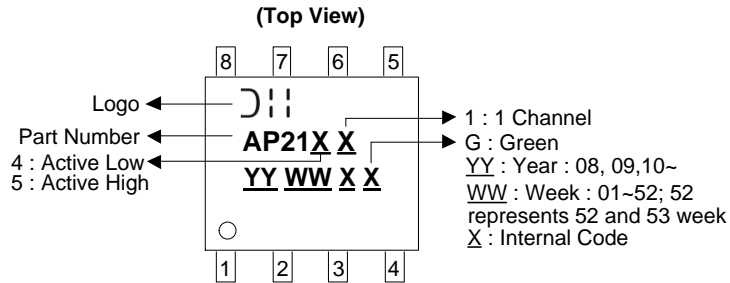 (Top View)
8 7 6 5
Logo
Part Number
4 : Active Low
5 : Active High
AP21X X
YY WW X X
1 : 1 Channel
G : Green
YY : Year : 08, 09,10~
WW : Week : 01~52; 52
represents 52 and 53 week
X : Internal Code
1 2 3 4